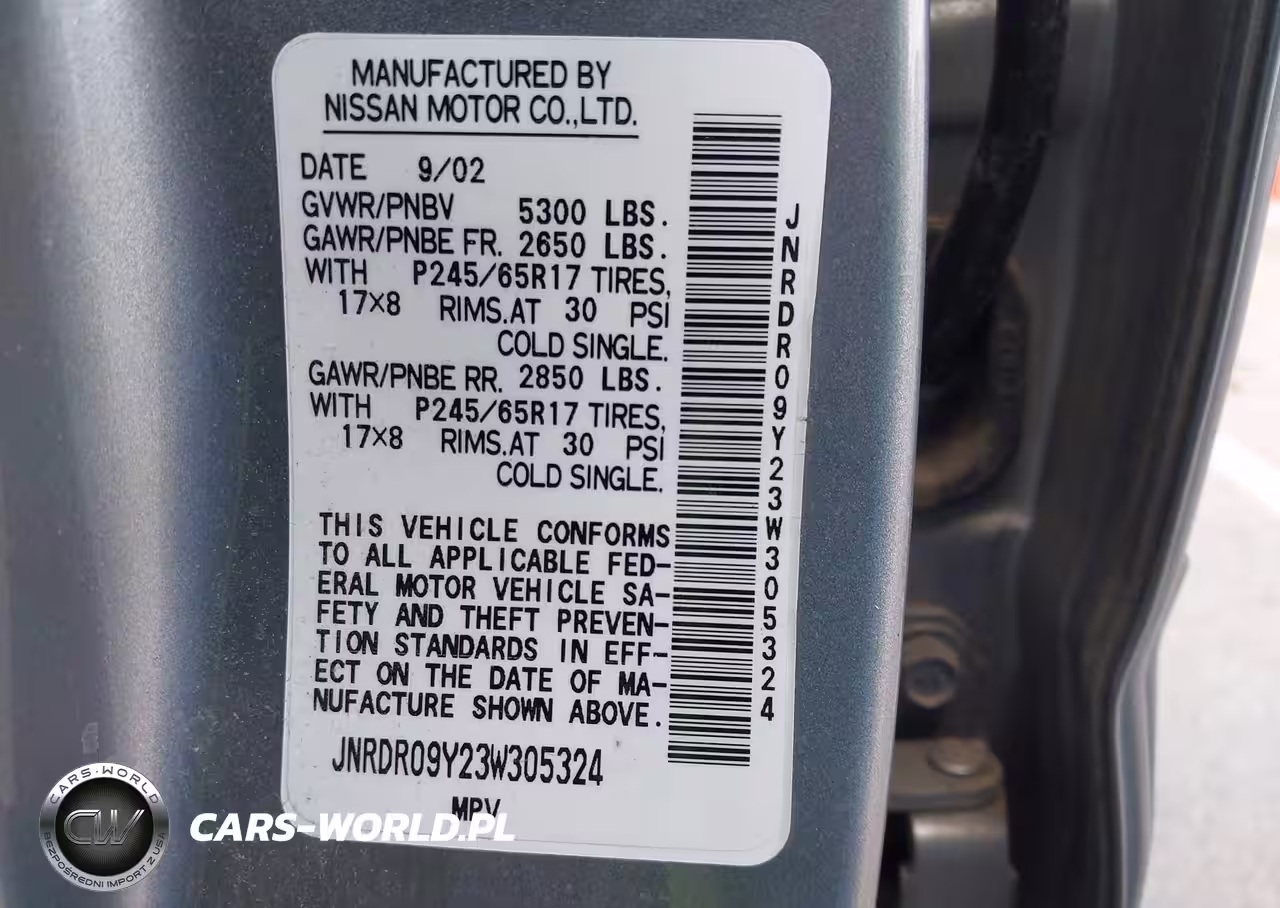 MANUFACTURED BY
NISSAN MOTOR CO.,LTD.
DATE 9/02
GVWR/PNBV 5300 LBS.
GAWR/PNBE FR. 2650 LBS.
WITH P245/65R17 TIRES,
17×8 RIMS.AT 30 PSI
COLD SINGLE.
GAWR/PNBE RR. 2850 LBS.
WITH P245/65R17 TIRES,
17×8 RIMS.AT 30 PSI
COLD SINGLE.
THIS VEHICLE CONFORMS
TO ALL APPLICABLE FED-
ERAL MOTOR VEHICLE SA-
FETY AND THEFT PREVEN-
TION STANDARDS IN EFF-
ECT ON THE DATE OF MA-
NUFACTURE SHOWN ABOVE.
JNRDR09Y23W305324
MPV
JNRDR09Y23W305324
CARS-WORLD
CW
BEZPOŚREDNI IMPORT Z USA
CARS-WORLD.PL